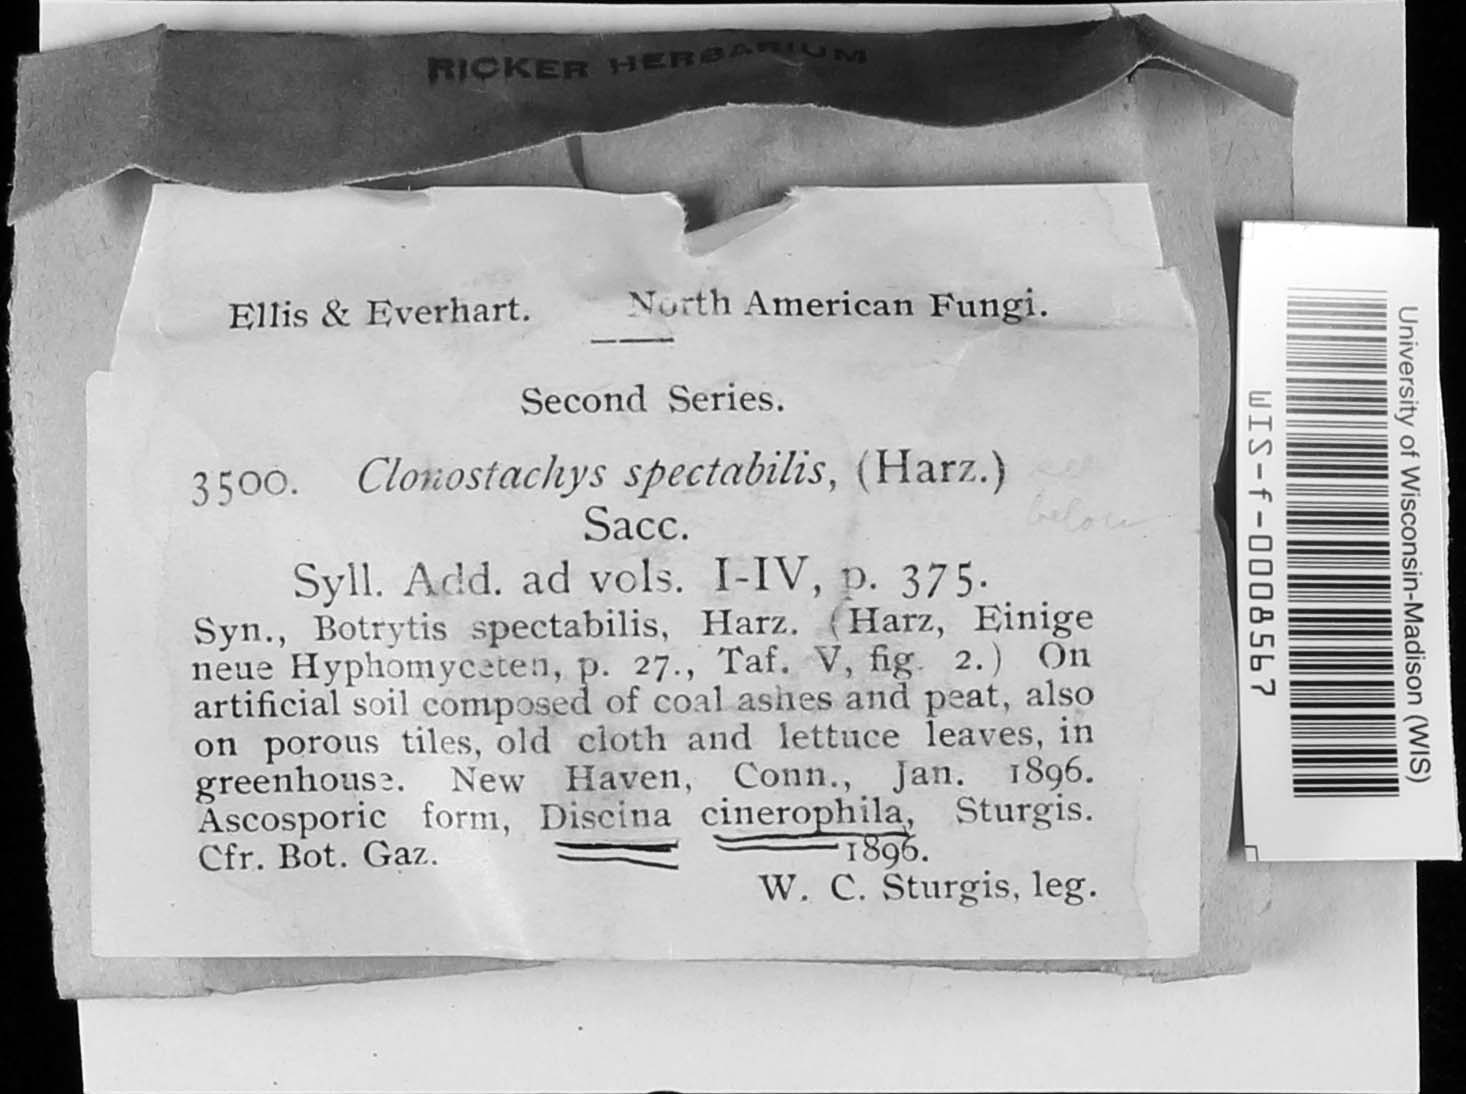 RICKER HERBARIUM
Ellis & Everhart. North American Fungi.
Second Series.
3500. Clonostachys spectabilis, (Harz.) see
below
Sacc.
Syll. Add. ad vols. I-IV, p. 375.
Syn., Botrytis spectabilis, Harz. (Harz, Einige
neue Hyphomyceten, p. 27., Taf. V, fig. 2.) On
artificial soil composed of coal ashes and peat, also
on porous tiles, old cloth and lettuce leaves, in
greenhouse. New Haven, Conn., Jan. 1896.
Ascosporic form, Discina cinerophila, Sturgis.
Cfr. Bot. Gaz. 1896.
W. C. Sturgis, leg.
University of Wisconsin-Madison (WIS)
WIS-f-0008567